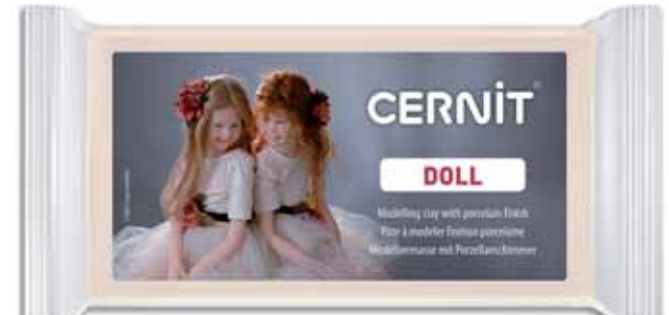 CERNiT®
DOLL
Modelling clay with porcelain finish
Pâte à modeler finition porcelaine
Modelliermasse mit Porzellanschimmer